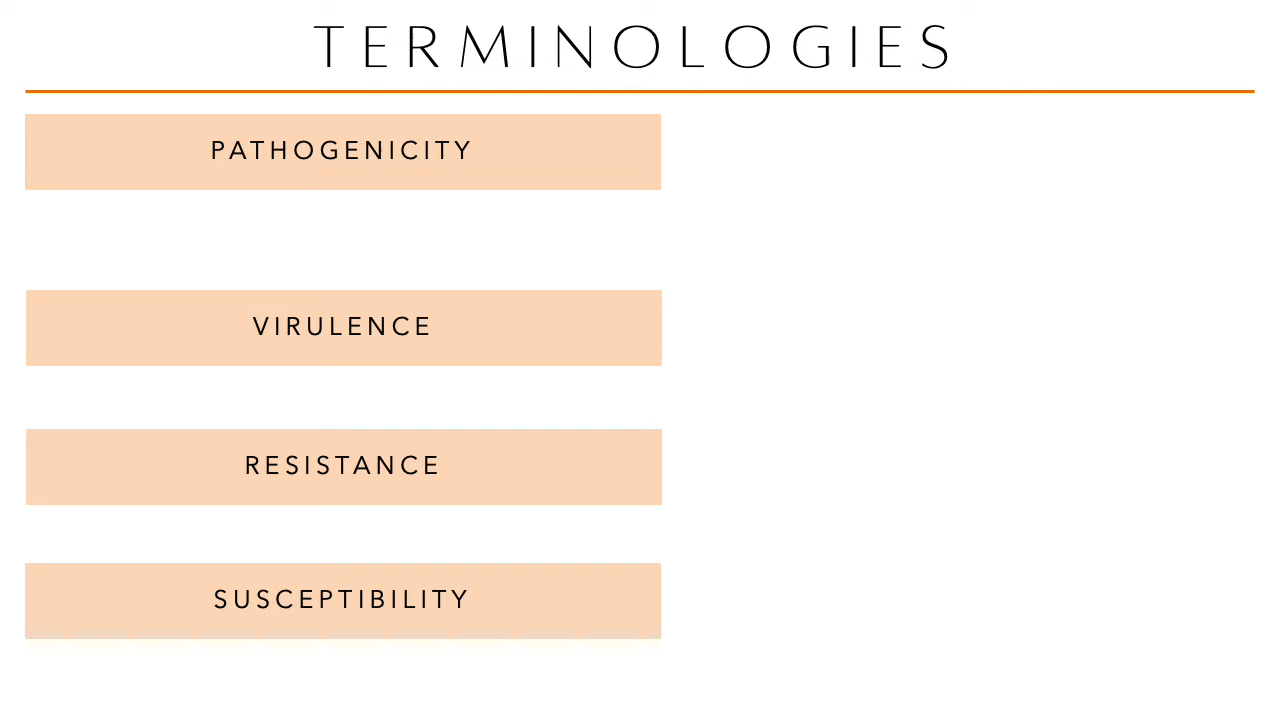 TERMINOLOGIES
PATHOGENICITY
VIRULENCE
RESISTANCE
SUSCEPTIBILITY